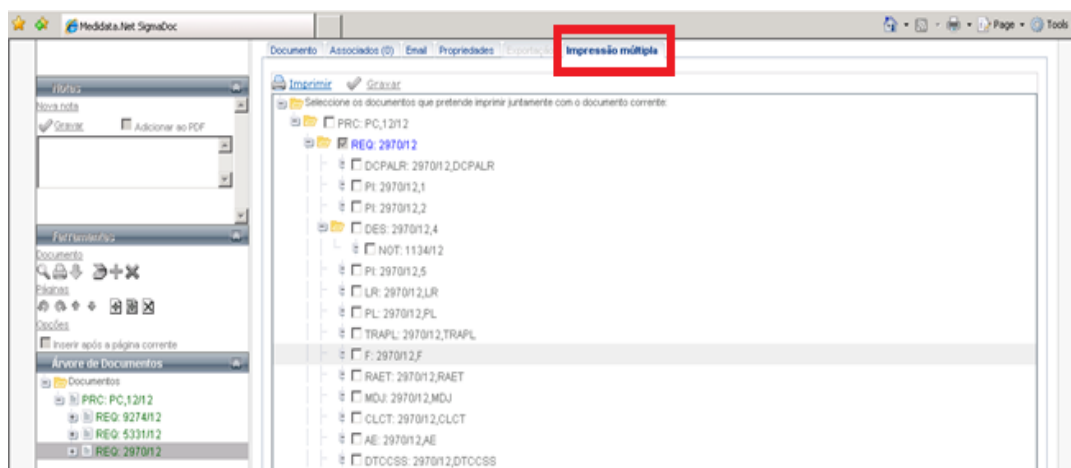 Medidata.Net SigmaDoc
Page
Tools
Documento
Associados (0)
Email
Propriedades
Exportação
Impressão múltipla
Notas
Nova nota
Gravar
Adicionar ao PDF
Ferramentas
Documento
Páginas
Opções
Inserir após a página corrente
Árvore de Documentos
Documentos
PRC: PC,12/12
REQ: 9274/12
REQ: 5331/12
REQ: 2970/12
Imprimir
Gravar
Seleccione os documentos que pretende imprimir juntamente com o documento corrente:
PRC: PC,12/12
REQ: 2970/12
DCPALR: 2970/12,DCPALR
PI: 2970/12,1
PI: 2970/12,2
DES: 2970/12,4
NOT: 1134/12
PI: 2970/12,5
LR: 2970/12,LR
PL: 2970/12,PL
TRAPL: 2970/12,TRAPL
F: 2970/12,F
RAET: 2970/12,RAET
MDJ: 2970/12,MDJ
CLCT: 2970/12,CLCT
AE: 2970/12,AE
DTCCSS: 2970/12,DTCCSS